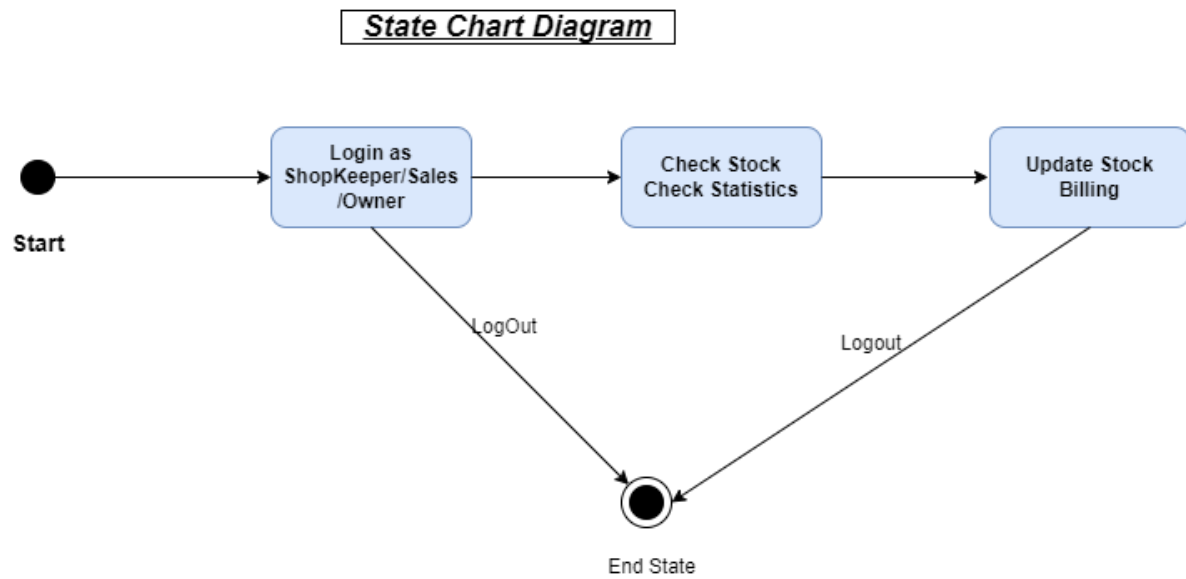 State Chart Diagram
Login as
ShopKeeper/Sales
/Owner
Check Stock
Check Statistics
Update Stock
Billing
Start
LogOut
Logout
End State